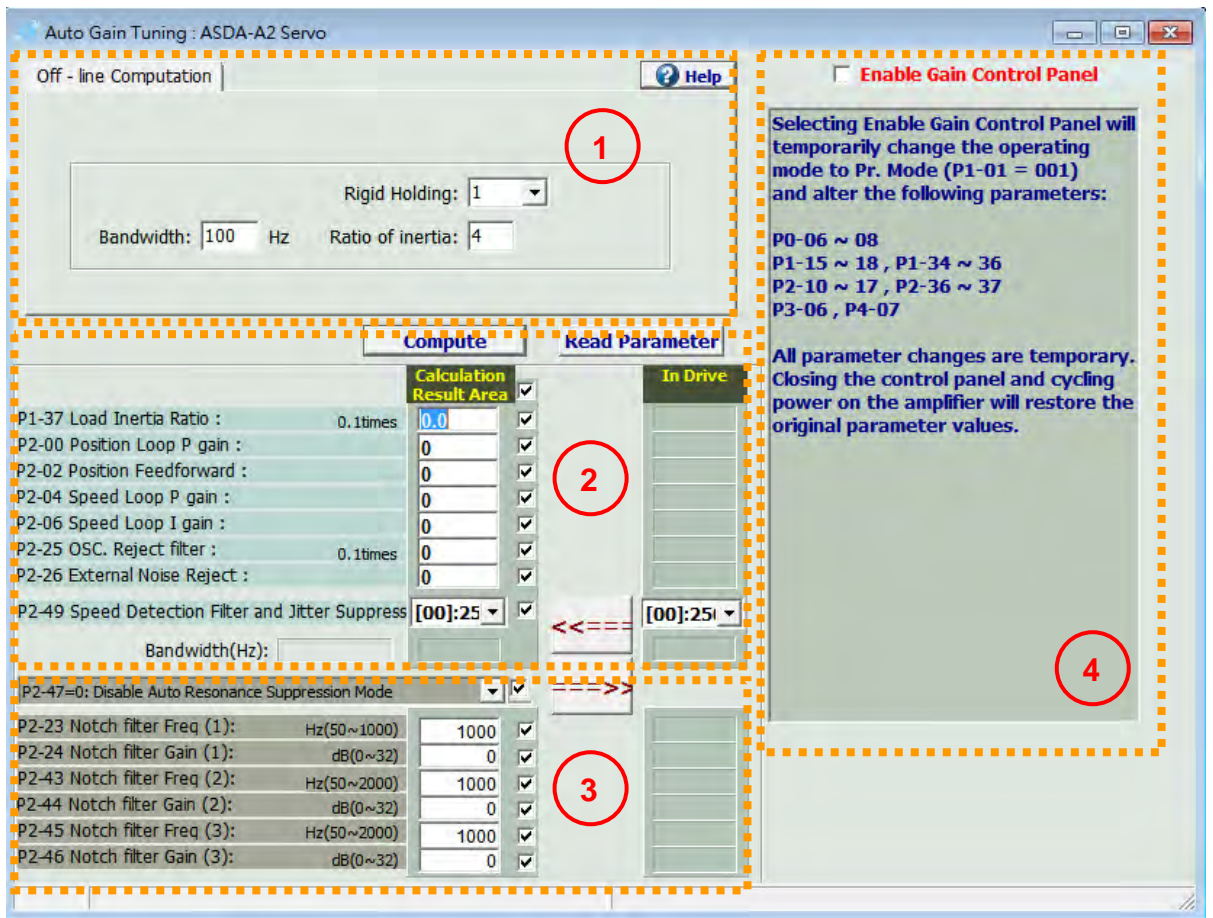 Auto Gain Tuning : ASDA-A2 Servo
Off - line Computation
Help
1
Rigid Holding: 1
Bandwidth: 100 Hz Ratio of inertia: 4
Compute Read Parameter
Calculation Result Area
In Drive
P1-37 Load Inertia Ratio : 0.1times 0.0
P2-00 Position Loop P gain : 0
P2-02 Position Feedforward : 0
P2-04 Speed Loop P gain : 0
P2-06 Speed Loop I gain : 0
P2-25 OSC. Reject filter : 0.1times 0
P2-26 External Noise Reject : 0
2
P2-49 Speed Detection Filter and Jitter Suppress [00]:25 <<=== [00]:25
Bandwidth(Hz):
P2-47=0: Disable Auto Resonance Suppression Mode ===>>
P2-23 Notch filter Freq (1): Hz(50~1000) 1000
P2-24 Notch filter Gain (1): dB(0~32) 0
P2-43 Notch filter Freq (2): Hz(50~2000) 1000
P2-44 Notch filter Gain (2): dB(0~32) 0
P2-45 Notch filter Freq (3): Hz(50~2000) 1000
P2-46 Notch filter Gain (3): dB(0~32) 0
3
Enable Gain Control Panel
Selecting Enable Gain Control Panel will
temporarily change the operating
mode to Pr. Mode (P1-01 = 001)
and alter the following parameters:
P0-06 ~ 08
P1-15 ~ 18 , P1-34 ~ 36
P2-10 ~ 17 , P2-36 ~ 37
P3-06 , P4-07
All parameter changes are temporary.
Closing the control panel and cycling
power on the amplifier will restore the
original parameter values.
4